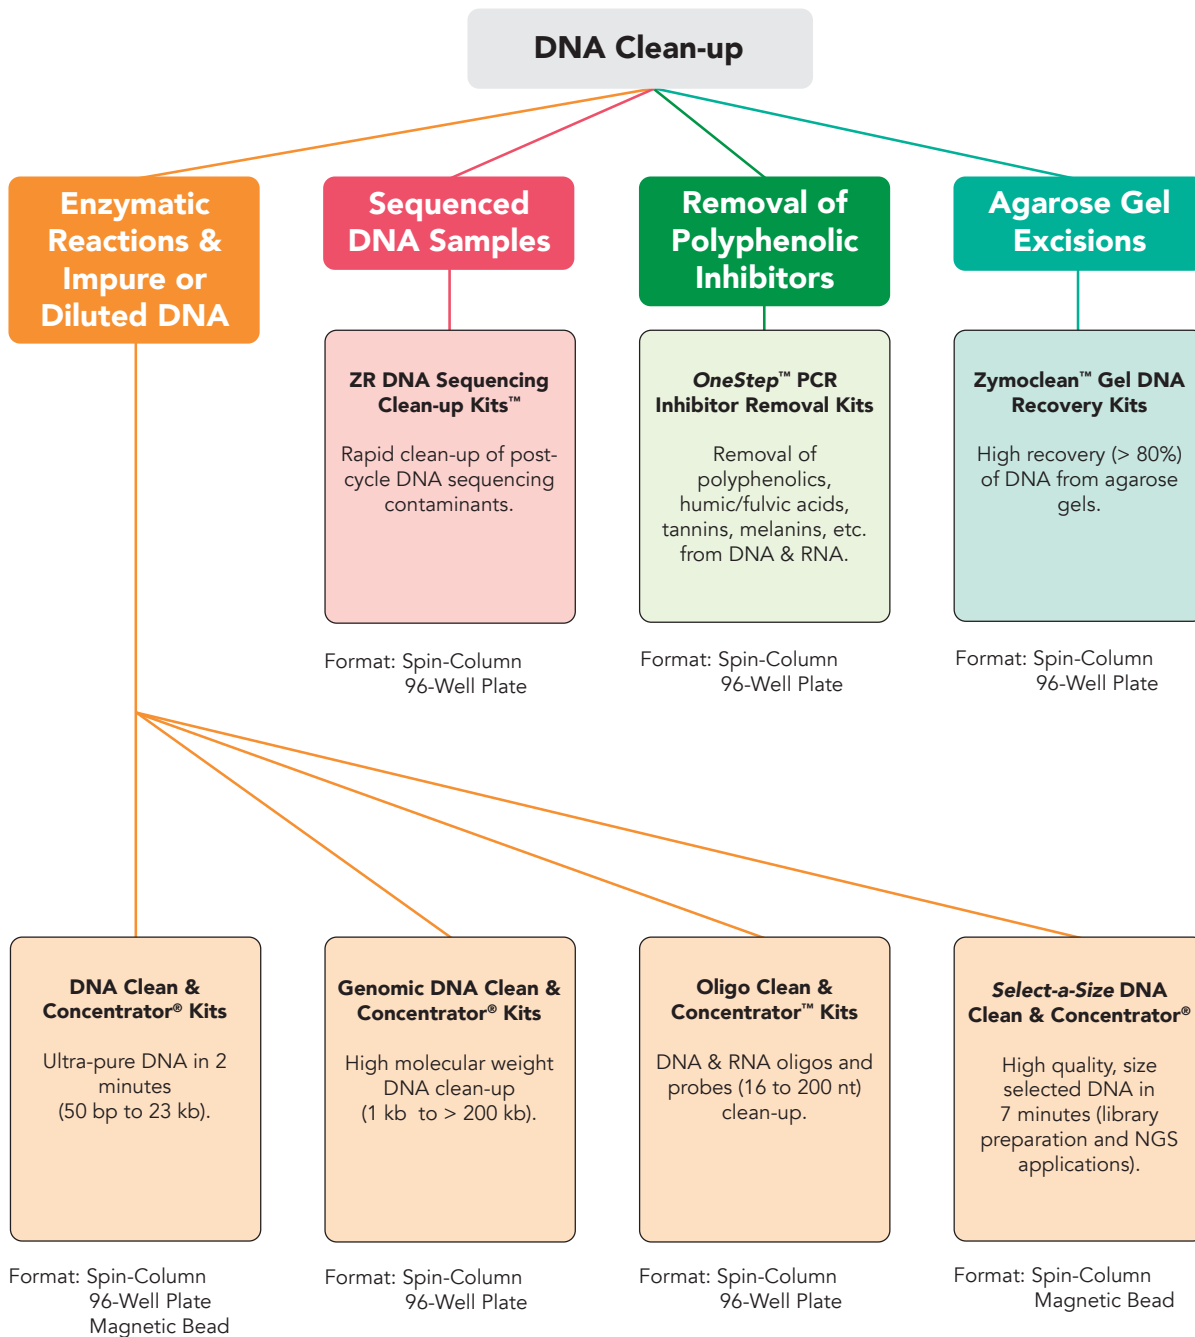 DNA Clean-up
Enzymatic
Reactions &
Impure or
Diluted DNA
Sequenced
DNA Samples
Removal of
Polyphenolic
Inhibitors
Agarose Gel
Excisions
ZR DNA Sequencing
Clean-up Kits™
Rapid clean-up of post-
cycle DNA sequencing
contaminants.
Format: Spin-Column
96-Well Plate
OneStep™ PCR
Inhibitor Removal Kits
Removal of
polyphenolics,
humic/fulvic acids,
tannins, melanins, etc.
from DNA & RNA.
Format: Spin-Column
96-Well Plate
Zymoclean™ Gel DNA
Recovery Kits
High recovery (> 80%)
of DNA from agarose
gels.
Format: Spin-Column
96-Well Plate
DNA Clean &
Concentrator® Kits
Ultra-pure DNA in 2
minutes
(50 bp to 23 kb).
Format: Spin-Column
96-Well Plate
Magnetic Bead
Genomic DNA Clean &
Concentrator® Kits
High molecular weight
DNA clean-up
(1 kb to > 200 kb).
Format: Spin-Column
96-Well Plate
Oligo Clean &
Concentrator™ Kits
DNA & RNA oligos and
probes (16 to 200 nt)
clean-up.
Format: Spin-Column
96-Well Plate
Select-a-Size DNA
Clean & Concentrator®
High quality, size
selected DNA in
7 minutes (library
preparation and NGS
applications).
Format: Spin-Column
Magnetic Bead